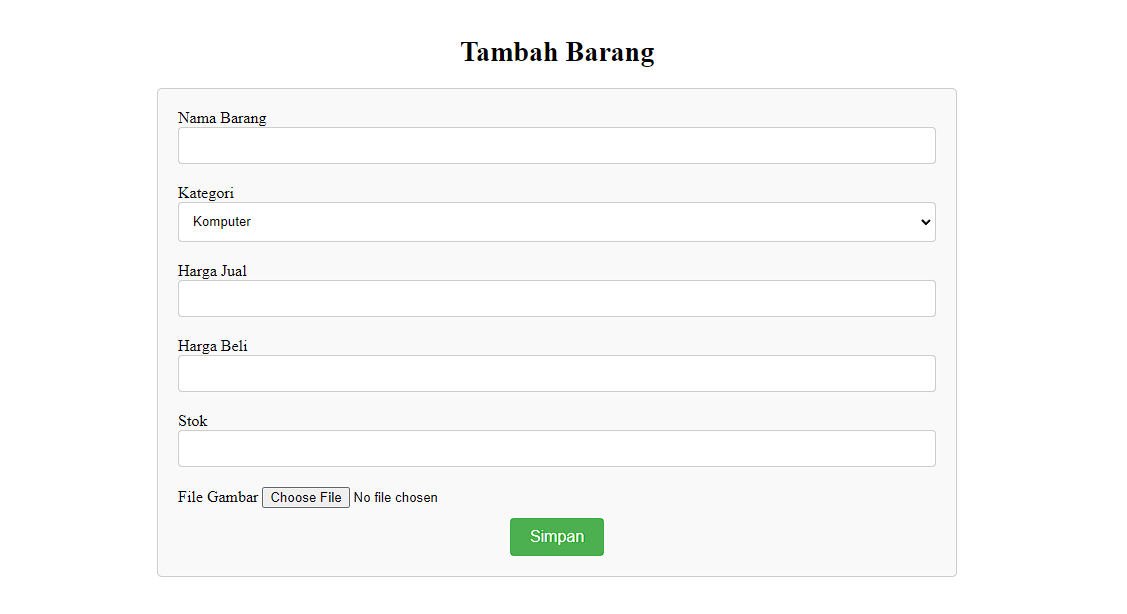 Tambah Barang
Nama Barang
Kategori
Komputer
Harga Jual
Harga Beli
Stok
File Gambar Choose File No file chosen
Simpan